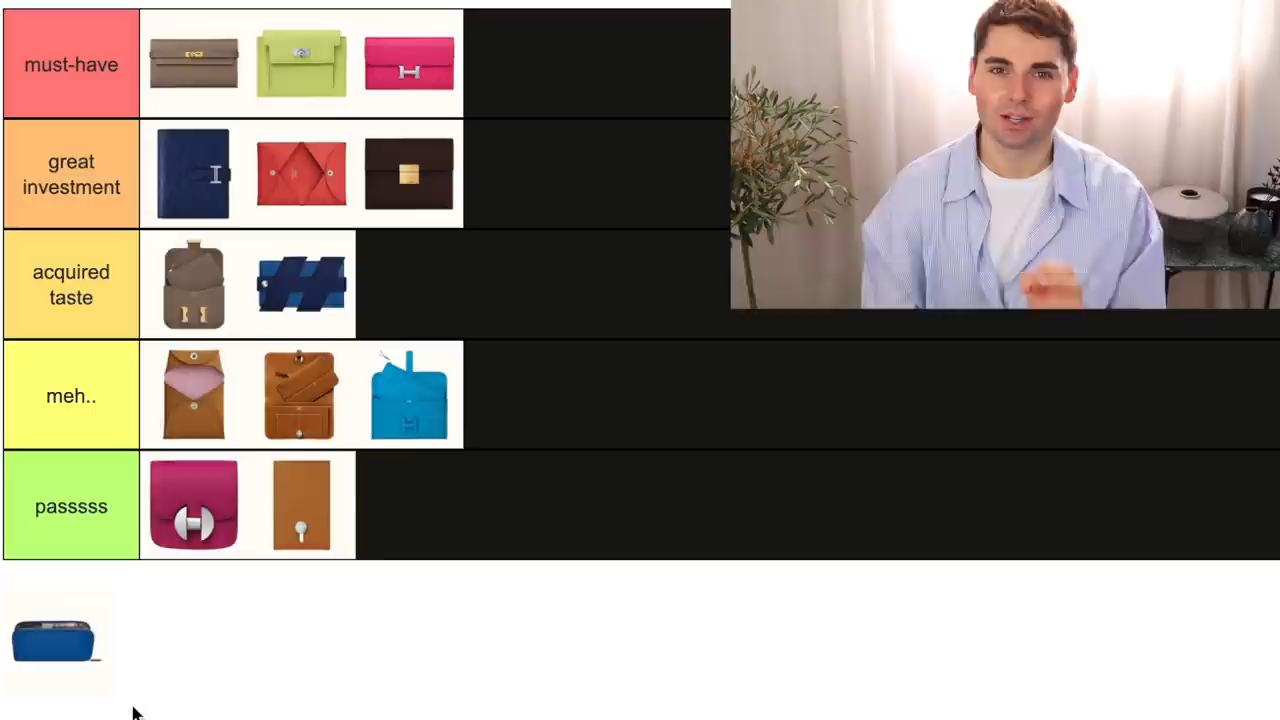 must-have
great
investment
acquired
taste
meh..
passsss